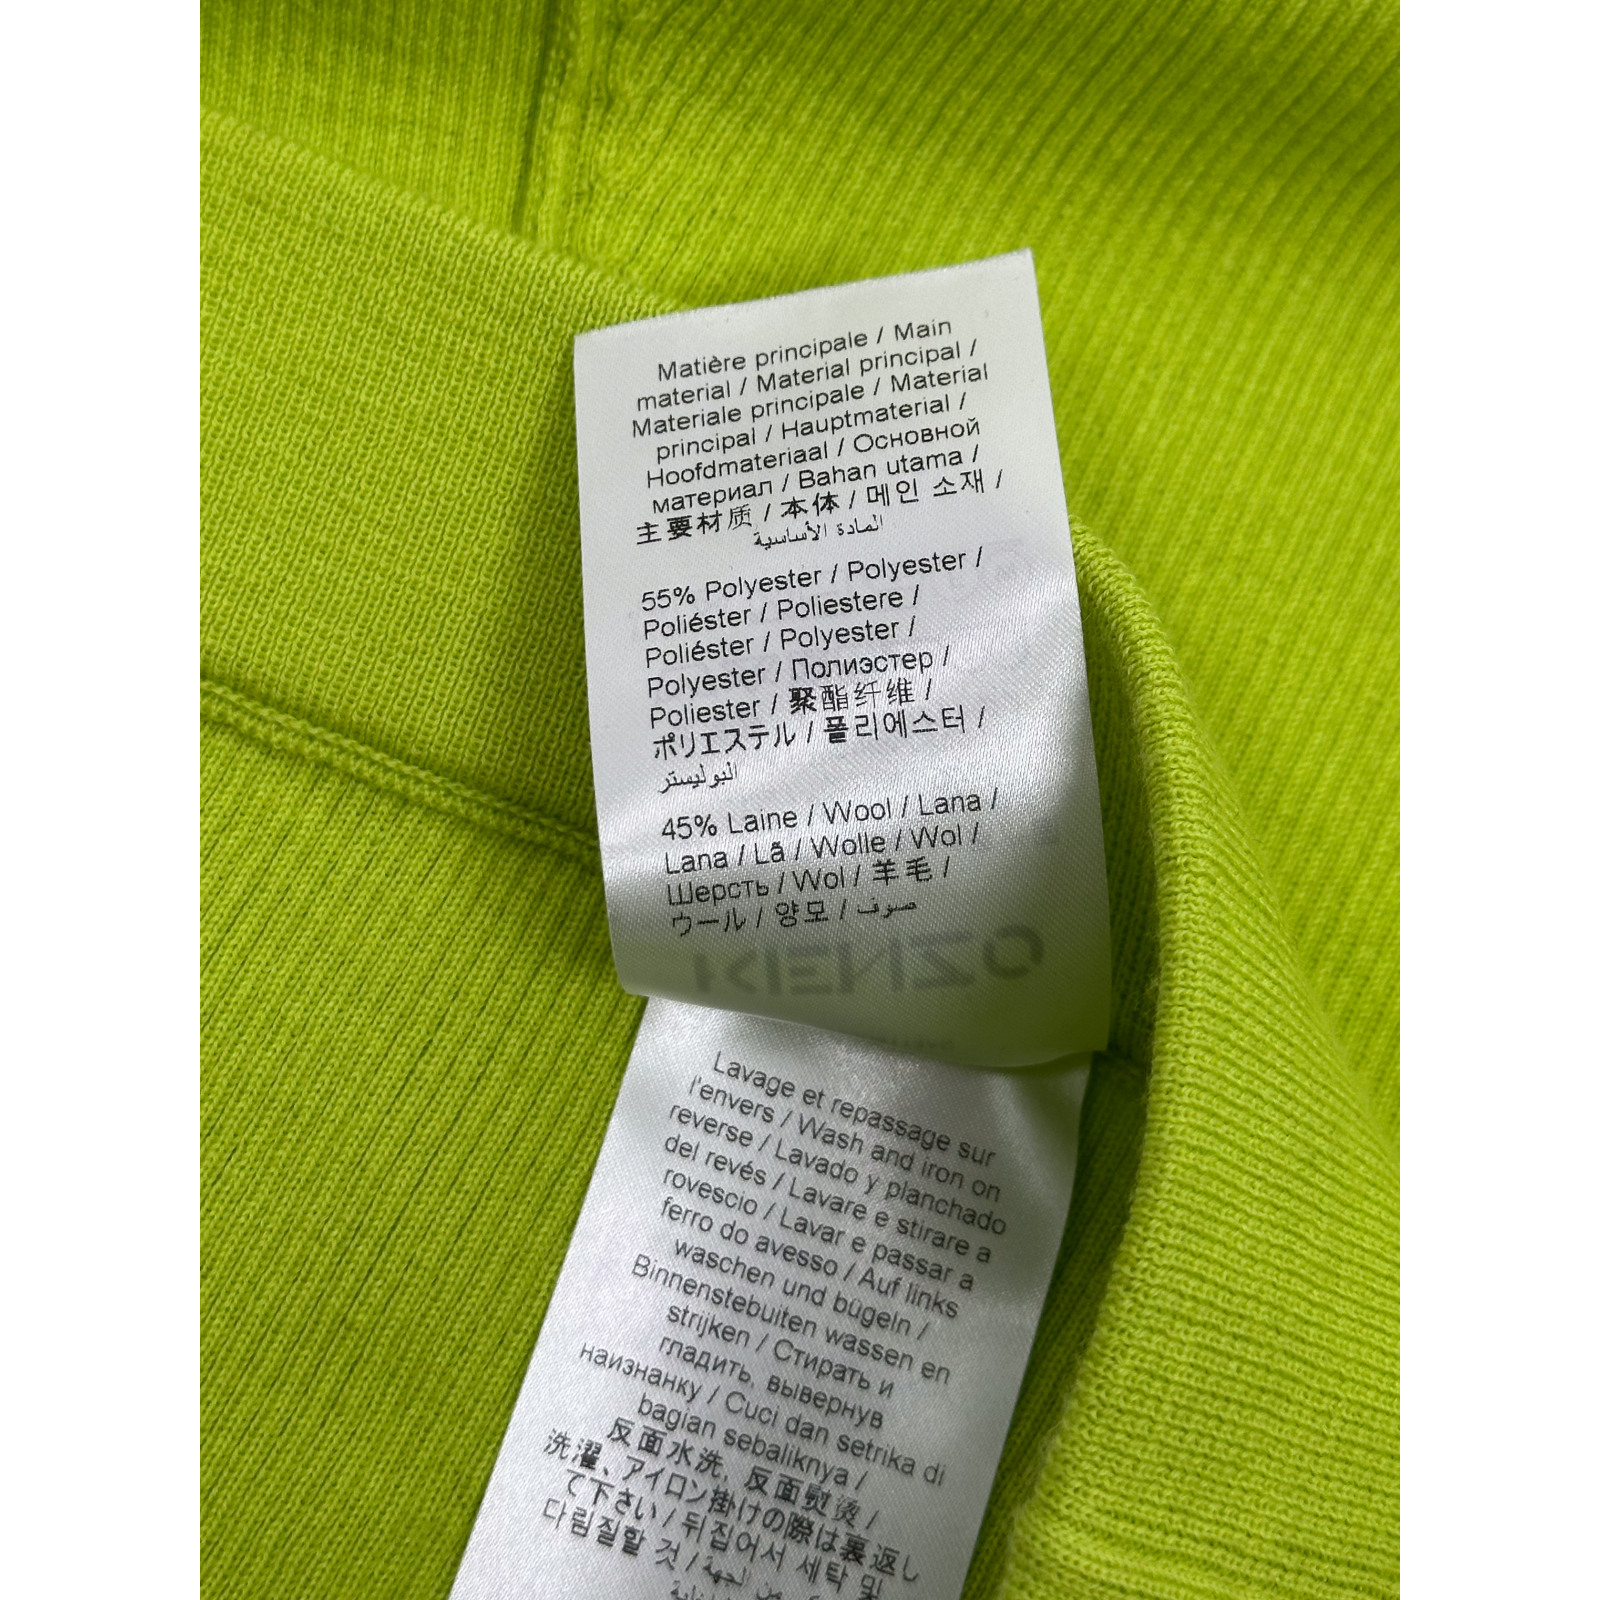 Matière principale / Main
material / Material principal /
Materiale principale / Material
principal / Hauptmaterial /
Hoofdmateriaal / Основной
материал / Bahan utama /
主要材质 / 本体 / 메인 소재 /
المادة الأساسية
55% Polyester / Polyester /
Poliéster / Poliestere /
Poliéster / Polyester /
Polyester / Полиэстер /
Poliester / 聚酯纤维 /
ポリエステル / 폴리에스터 /
البوليستر
45% Laine / Wool / Lana /
Lana / Lã / Wolle / Wol /
Шерсть / Wol / 羊毛 /
ウール / 양모 / صوف
KENZO
Lavage et repassage sur
l'envers / Wash and iron on
reverse / Lavado y planchado
del revés / Lavare e stirare a
rovescio / Lavar e passar a
ferro do avesso / Auf links
waschen und bügeln /
Binnenstebuiten wassen en
strijken / Стирать и
гладить, вывернув
наизнанку / Cuci dan setrika di
bagian sebaliknya /
反面水洗, 反面熨烫 /
洗濯、アイロン掛けの際は裏返し
て下さい / 뒤집어서 세탁 및
다림질할 것 / من الجهة